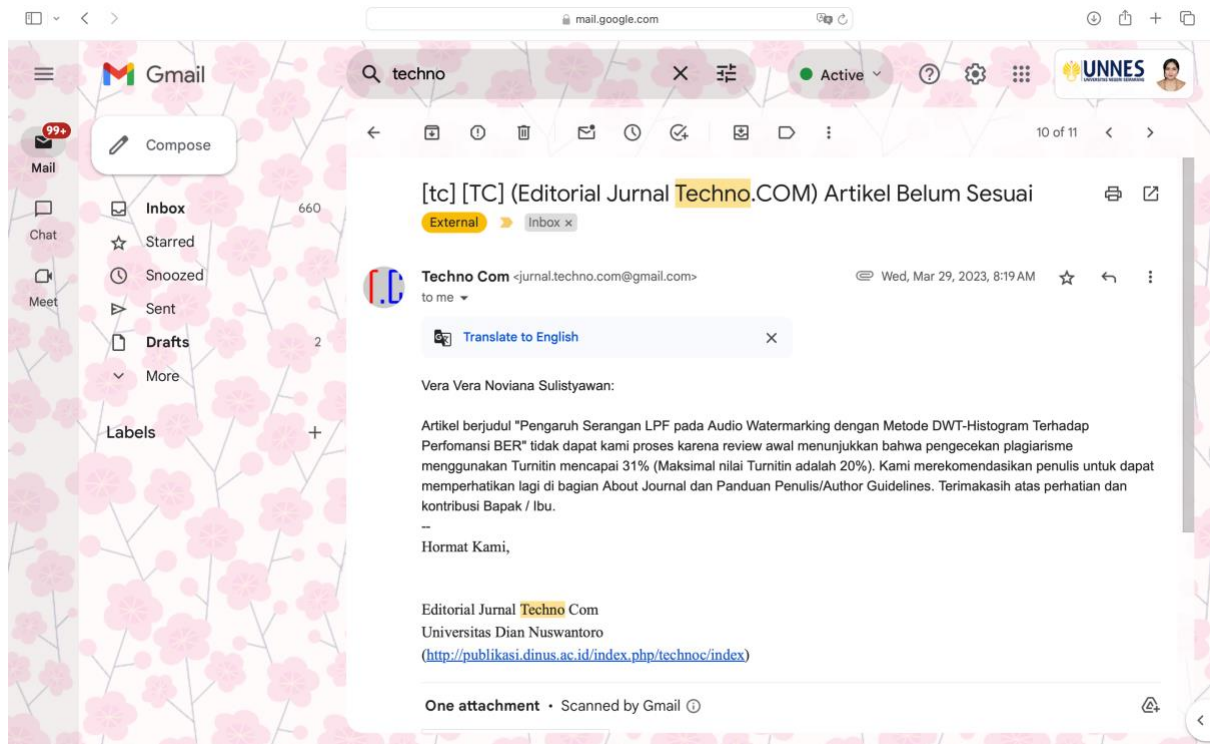 mail.google.com
Gmail
techno
Active
UNNES
UNIVERSITAS NEGERI SEMARANG
99+
Mail
Chat
Meet
Compose
Inbox 660
Starred
Snoozed
Sent
Drafts 2
More
Labels
10 of 11
[tc] [TC] (Editorial Jurnal Techno.COM) Artikel Belum Sesuai
External
Inbox ×
Techno Com <jurnal.techno.com@gmail.com> Wed, Mar 29, 2023, 8:19 AM
to me
Translate to English
Vera Vera Noviana Sulistyawan:
Artikel berjudul "Pengaruh Serangan LPF pada Audio Watermarking dengan Metode DWT-Histogram Terhadap
Perfomansi BER" tidak dapat kami proses karena review awal menunjukkan bahwa pengecekan plagiarisme
menggunakan Turnitin mencapai 31% (Maksimal nilai Turnitin adalah 20%). Kami merekomendasikan penulis untuk dapat
memperhatikan lagi di bagian About Journal dan Panduan Penulis/Author Guidelines. Terimakasih atas perhatian dan
kontribusi Bapak / Ibu.
--
Hormat Kami,
Editorial Jurnal Techno Com
Universitas Dian Nuswantoro
(http://publikasi.dinus.ac.id/index.php/technoc/index)
One attachment • Scanned by Gmail